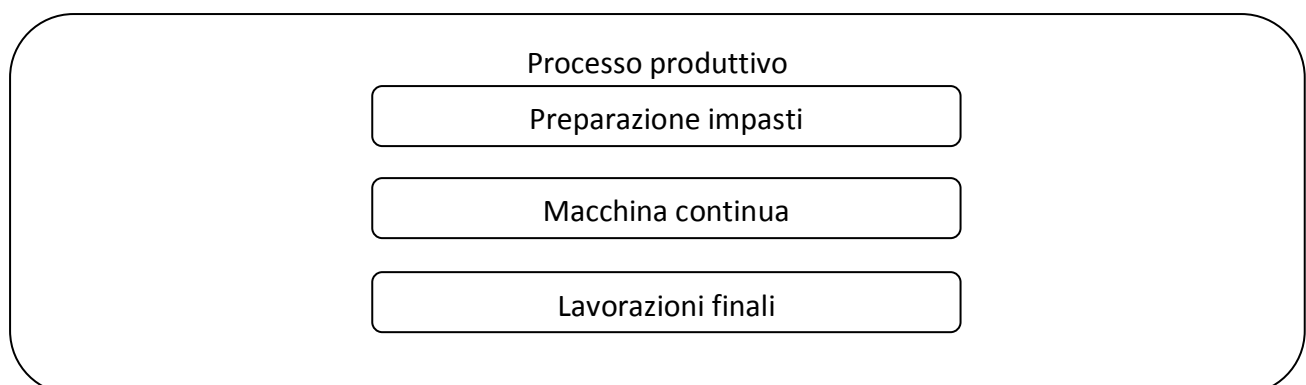 Processo produttivo
Preparazione impasti
Macchina continua
Lavorazioni finali